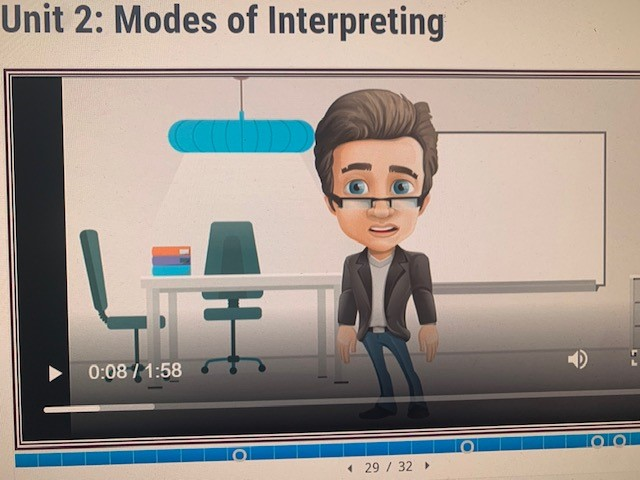 Unit 2: Modes of Interpreting
0:08 / 1:58
29 / 32